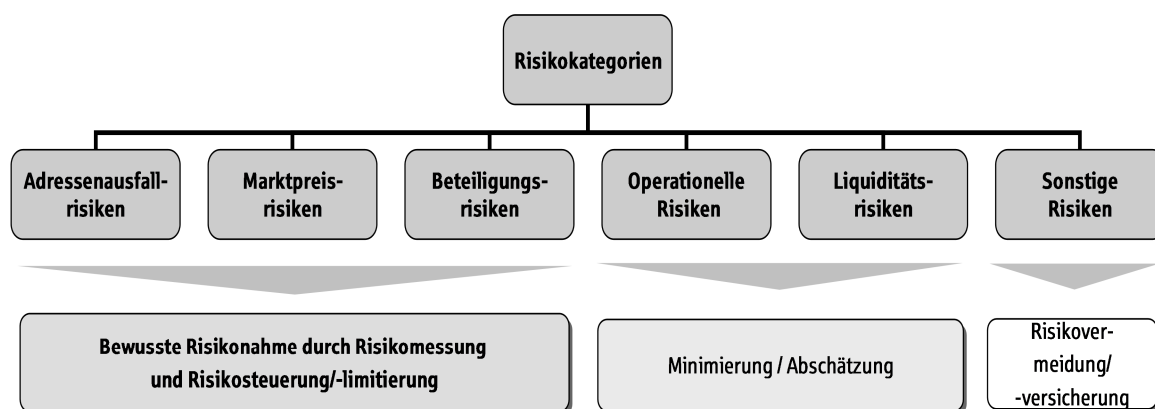 Risikokategorien
Adressenausfall-
risiken
Marktpreis-
risiken
Beteiligungs-
risiken
Operationelle
Risiken
Liquiditäts-
risiken
Sonstige
Risiken
Bewusste Risikonahme durch Risikomessung
und Risikosteuerung/-limitierung
Minimierung / Abschätzung
Risikover-
meidung/
-versicherung